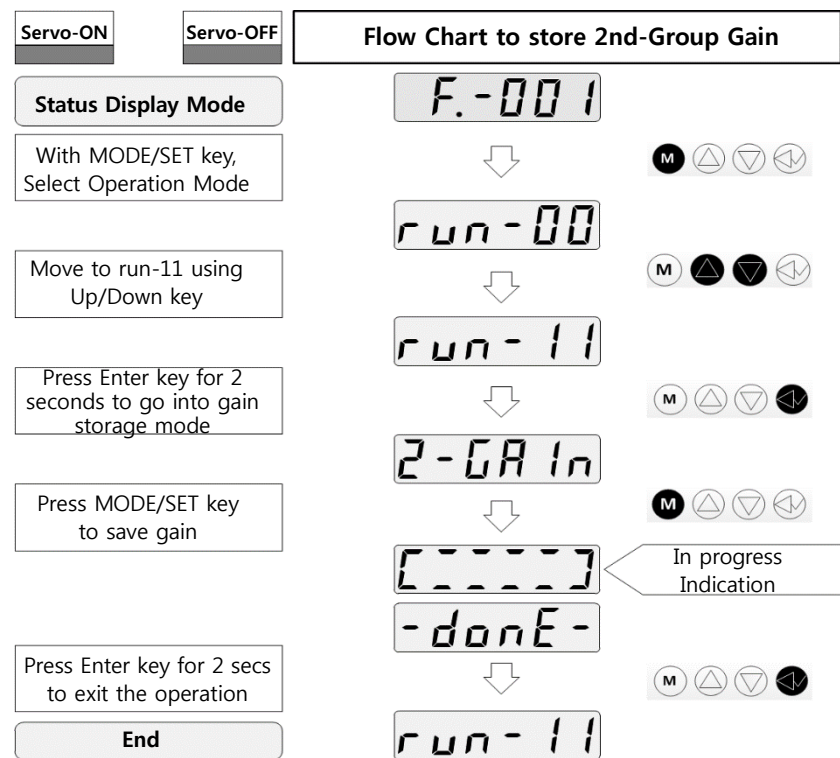 Servo-ON
Servo-OFF
Flow Chart to store 2nd-Group Gain
Status Display Mode
F.-001
With MODE/SET key,
Select Operation Mode
M
run-00
Move to run-11 using
Up/Down key
M
run-11
Press Enter key for 2
seconds to go into gain
storage mode
M
2-GAIn
Press MODE/SET key
to save gain
M
In progress
Indication
-donE-
Press Enter key for 2 secs
to exit the operation
M
End
run-11